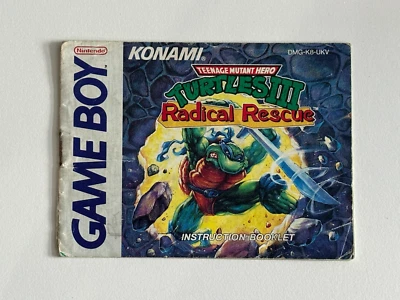 Nintendo
GAME BOY
KONAMI
DMG-K8-UKV
TEENAGE MUTANT HERO
TURTLES III
Radical Rescue
INSTRUCTION BOOKLET